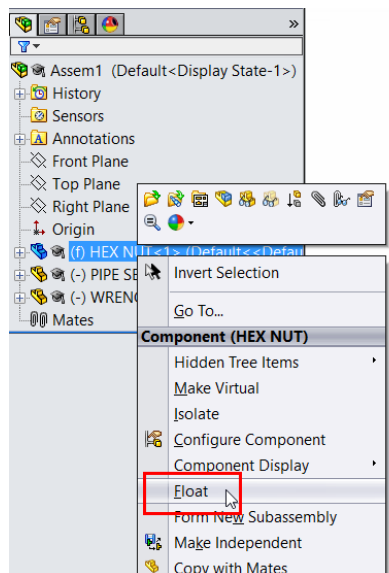 »
Assem1 (Default<Display State-1>)
History
Sensors
A Annotations
Front Plane
Top Plane
Right Plane
Origin
(f) HEX NUT<1> (Default<<Defau
(-) PIPE SE
(-) WRENC
Mates
Invert Selection
Go To...
Component (HEX NUT)
Hidden Tree Items
Make Virtual
Isolate
Configure Component
Component Display
Float
Form New Subassembly
Make Independent
Copy with Mates